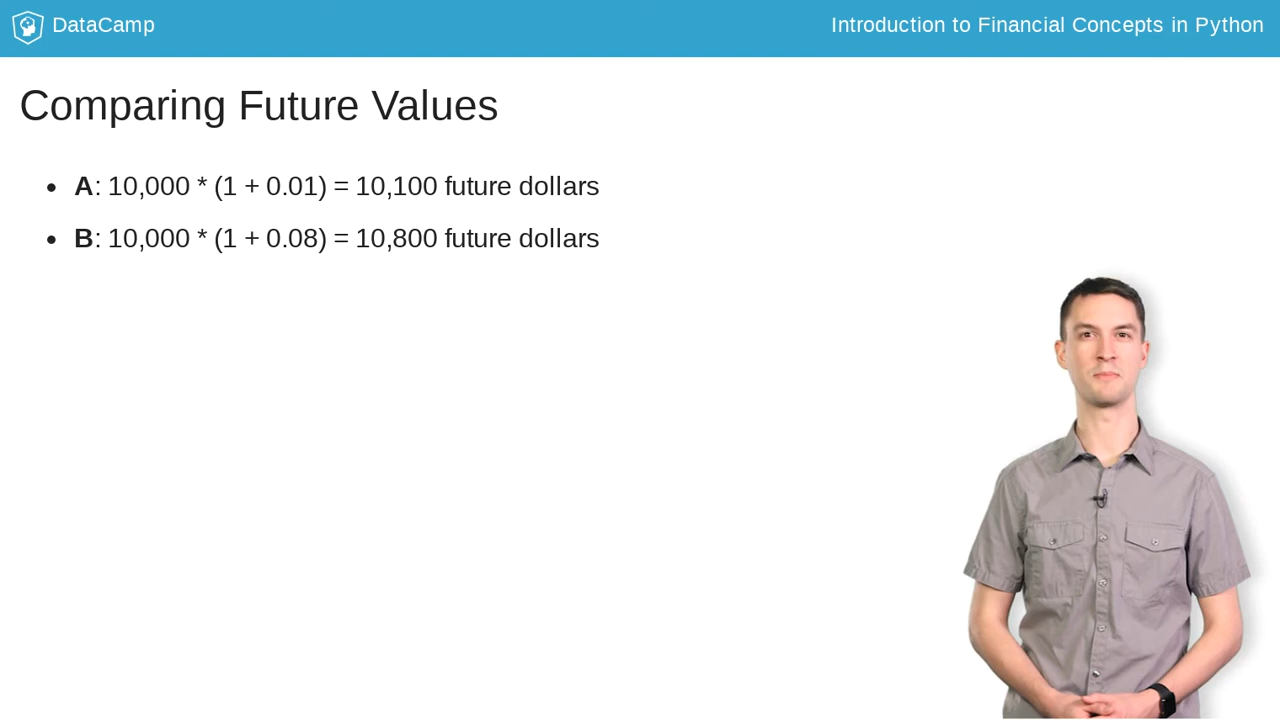 DataCamp
Introduction to Financial Concepts in Python
Comparing Future Values
• A: 10,000 * (1 + 0.01) = 10,100 future dollars
• B: 10,000 * (1 + 0.08) = 10,800 future dollars